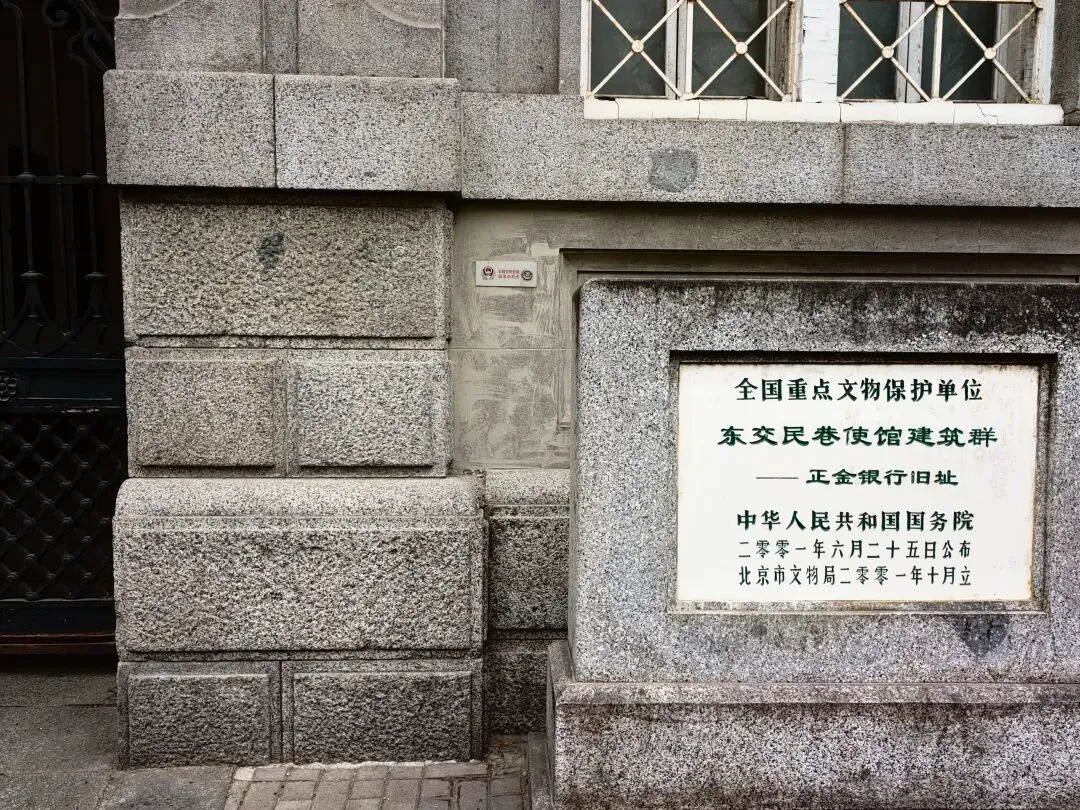 全国重点文物保护单位
东交民巷使馆建筑群
—— 正金银行旧址
中华人民共和国国务院
二零零一年六月二十五日公布
北京市文物局二零零一年十月立